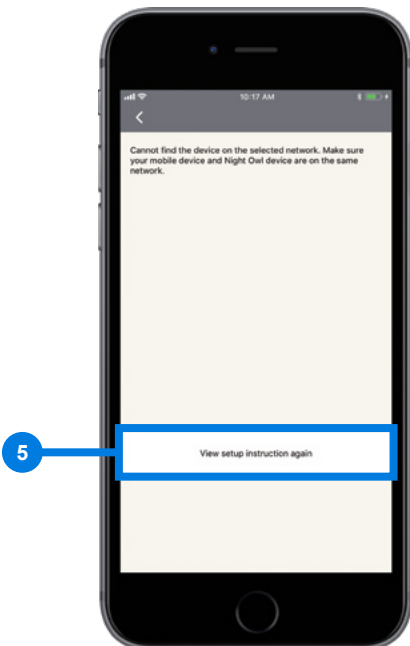 10:17 AM
Cannot find the device on the selected network. Make sure
your mobile device and Night Owl device are on the same
network.
5
View setup instruction again